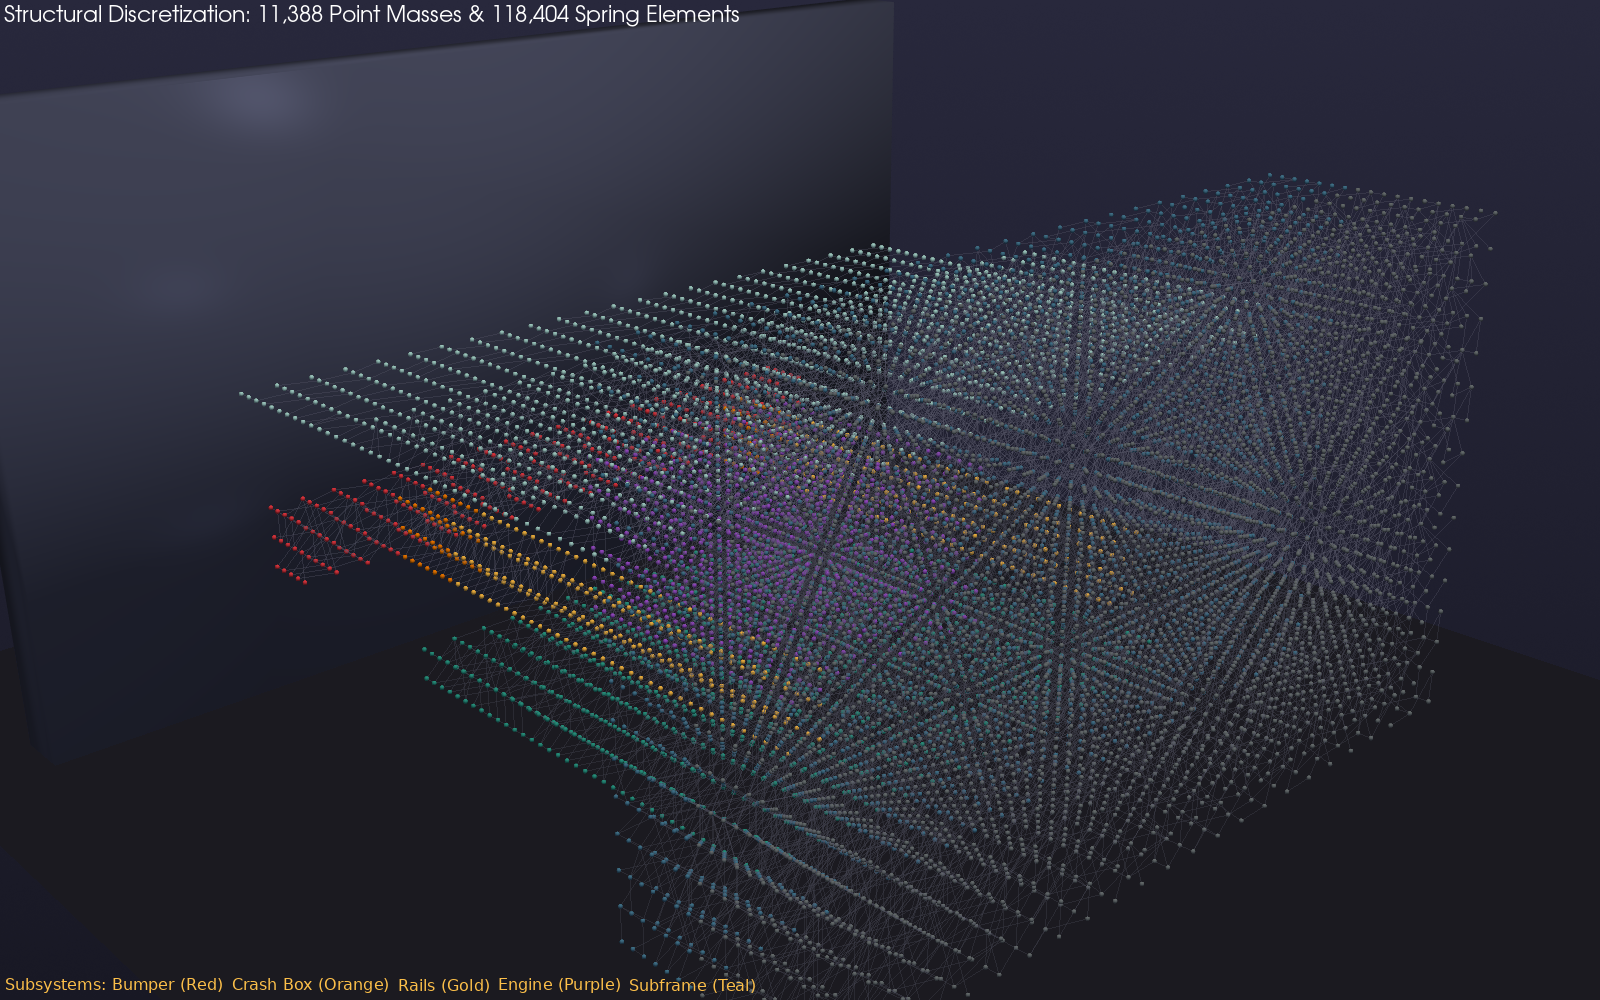 Structural Discretization: 11,388 Point Masses & 118,404 Spring Elements
Subsystems: Bumper (Red) Crash Box (Orange) Rails (Gold) Engine (Purple) Subframe (Teal)